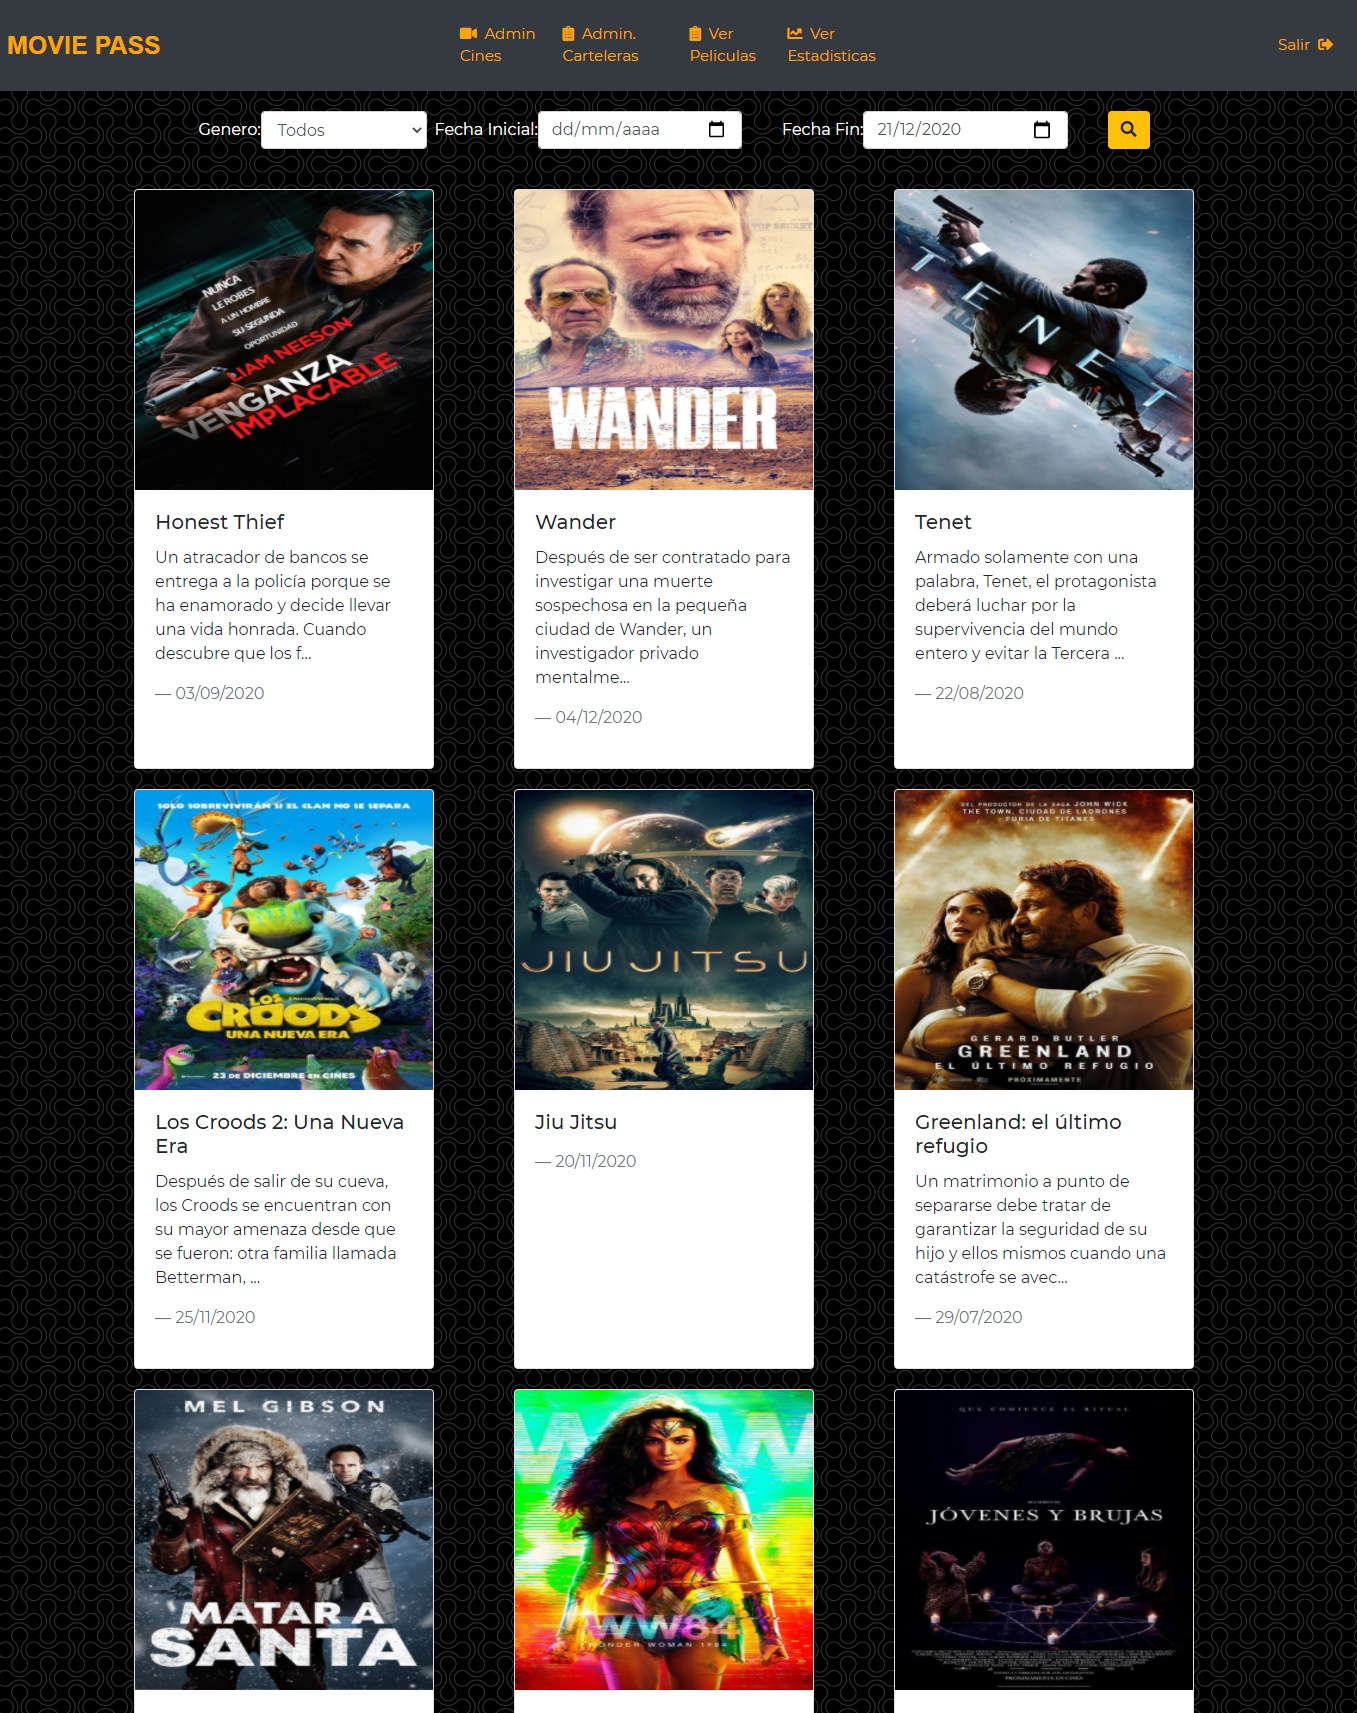 MOVIE PASS
Admin Cines
Admin. Carteleras
Ver Peliculas
Ver Estadisticas
Salir
Genero: Todos Fecha Inicial: dd/mm/aaaa Fecha Fin: 21/12/2020
NUNCA
LE ROBES
A UN HOMBRE
SU SEGUNDA
OPORTUNIDAD
LIAM NEESON
VENGANZA
IMPLACABLE
TOP SECRET
WANDER
TENET
Honest Thief
Un atracador de bancos se
entrega a la policía porque se
ha enamorado y decide llevar
una vida honrada. Cuando
descubre que los f...
— 03/09/2020
Wander
Después de ser contratado para
investigar una muerte
sospechosa en la pequeña
ciudad de Wander, un
investigador privado
mentalme...
— 04/12/2020
Tenet
Armado solamente con una
palabra, Tenet, el protagonista
deberá luchar por la
supervivencia del mundo
entero y evitar la Tercera ...
— 22/08/2020
SOLO SOBREVIVIRÁN SI EL CLAN NO SE SEPARA
LOS
CROODS
UNA NUEVA ERA
23 DE DICIEMBRE EN CINES
JIU JITSU
DEL PRODUCTOR DE LA SAGA JOHN WICK
THE TOWN, CIUDAD DE LADRONES
Y FURIA DE TITANES
GERARD BUTLER
GREENLAND
EL ÚLTIMO REFUGIO
PRÓXIMAMENTE
Los Croods 2: Una Nueva
Era
Después de salir de su cueva,
los Croods se encuentran con
su mayor amenaza desde que
se fueron: otra familia llamada
Betterman, ...
— 25/11/2020
Jiu Jitsu
— 20/11/2020
Greenland: el último
refugio
Un matrimonio a punto de
separarse debe tratar de
garantizar la seguridad de su
hijo y ellos mismos cuando una
catástrofe se avec...
— 29/07/2020
MEL GIBSON
MATAR A
SANTA
WW84
WONDER WOMAN 1984
QUE COMIENCE EL RITUAL
JÓVENES Y BRUJAS
PRÓXIMAMENTE EN CINES